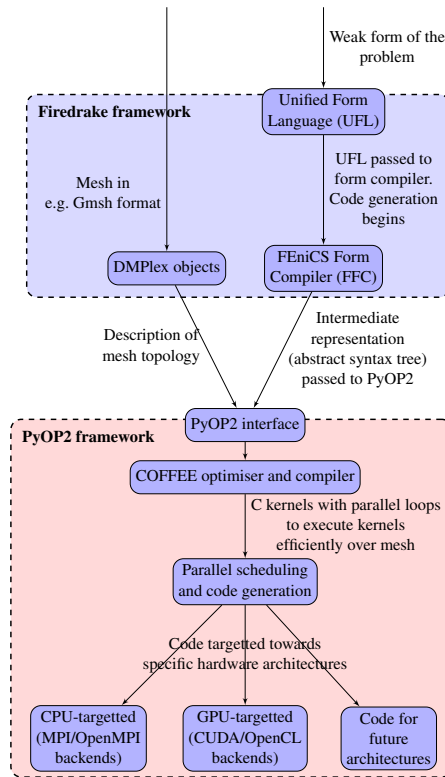 Weak form of the
problem
Firedrake framework
Unified Form
Language (UFL)
Mesh in
e.g. Gmsh format
UFL passed to
form compiler.
Code generation
begins
DMPlex objects
FEniCS Form
Compiler (FFC)
Description of
mesh topology
Intermediate
representation
(abstract syntax tree)
passed to PyOP2
PyOP2 interface
PyOP2 framework
COFFEE optimiser and compiler
C kernels with parallel loops
to execute kernels
efficiently over mesh
Parallel scheduling
and code generation
Code targetted towards
specific hardware architectures
CPU-targetted
(MPI/OpenMPI
backends)
GPU-targetted
(CUDA/OpenCL
backends)
Code for
future
architectures